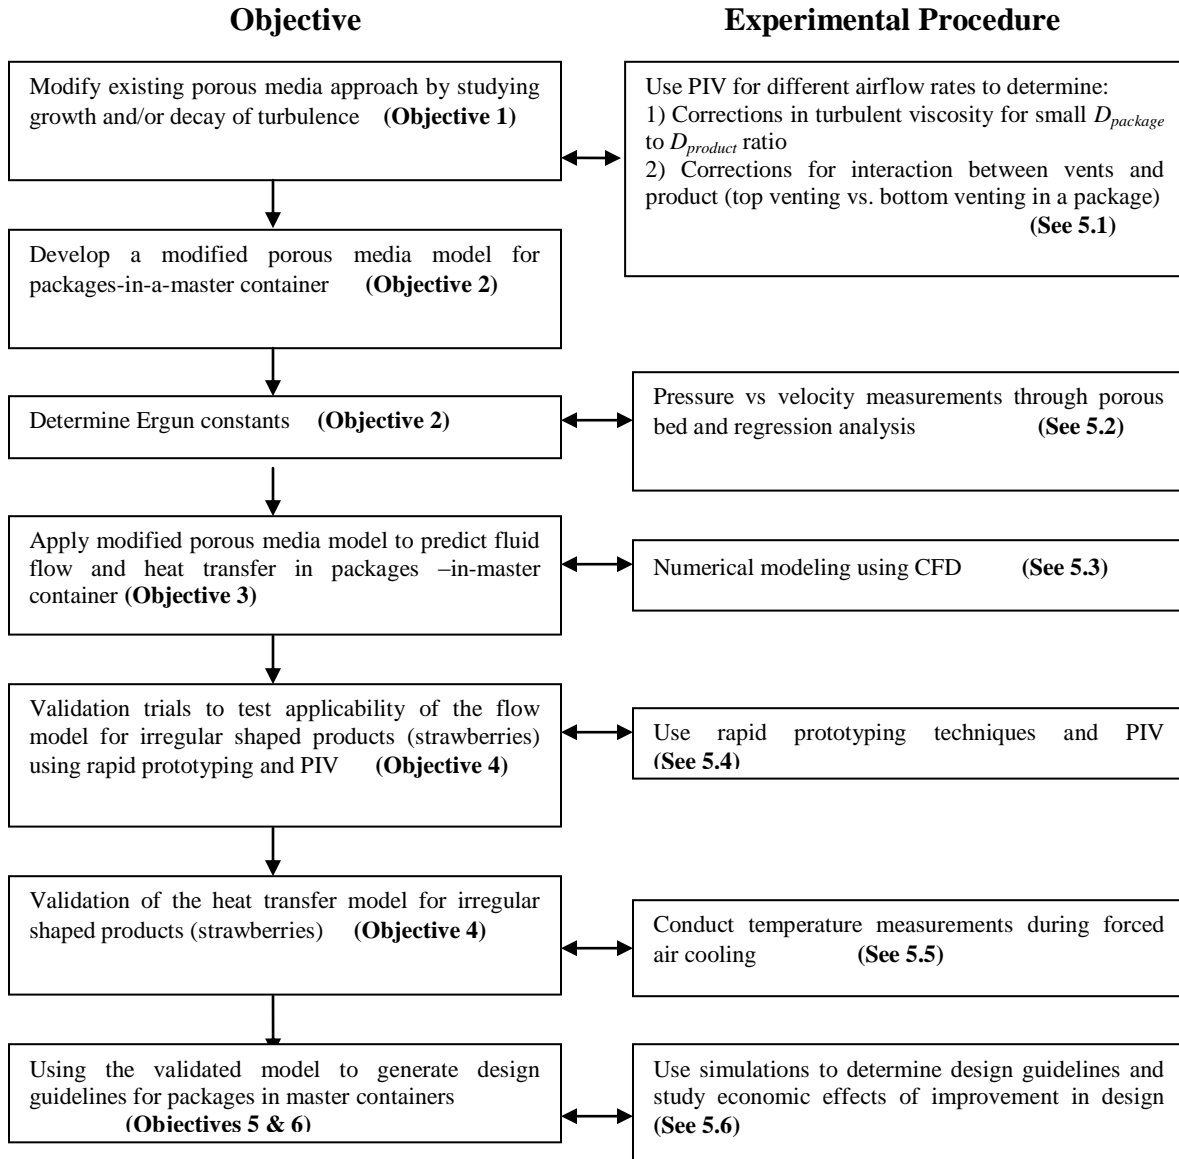 Objective
Experimental Procedure
Modify existing porous media approach by studying
growth and/or decay of turbulence (Objective 1)
Use PIV for different airflow rates to determine:
1) Corrections in turbulent viscosity for small Dpackage
to Dproduct ratio
2) Corrections for interaction between vents and
product (top venting vs. bottom venting in a package)
(See 5.1)
Develop a modified porous media model for
packages-in-a-master container (Objective 2)
Determine Ergun constants (Objective 2)
Pressure vs velocity measurements through porous
bed and regression analysis (See 5.2)
Apply modified porous media model to predict fluid
flow and heat transfer in packages –in-master
container (Objective 3)
Numerical modeling using CFD (See 5.3)
Validation trials to test applicability of the flow
model for irregular shaped products (strawberries)
using rapid prototyping and PIV (Objective 4)
Use rapid prototyping techniques and PIV
(See 5.4)
Validation of the heat transfer model for irregular
shaped products (strawberries) (Objective 4)
Conduct temperature measurements during forced
air cooling (See 5.5)
Using the validated model to generate design
guidelines for packages in master containers
(Objectives 5 & 6)
Use simulations to determine design guidelines and
study economic effects of improvement in design
(See 5.6)